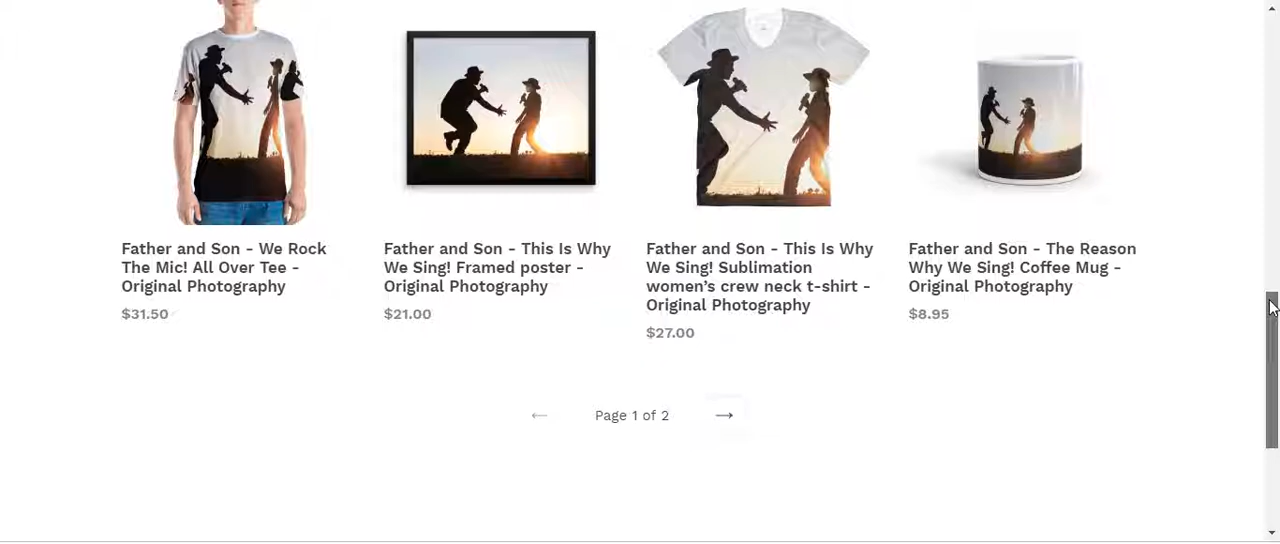 Father and Son - We Rock
The Mic! All Over Tee -
Original Photography
$31.50
Father and Son - This Is Why
We Sing! Framed poster -
Original Photography
$21.00
Father and Son - This Is Why
We Sing! Sublimation
women’s crew neck t-shirt -
Original Photography
$27.00
Father and Son - The Reason
Why We Sing! Coffee Mug -
Original Photography
$8.95
← Page 1 of 2 →